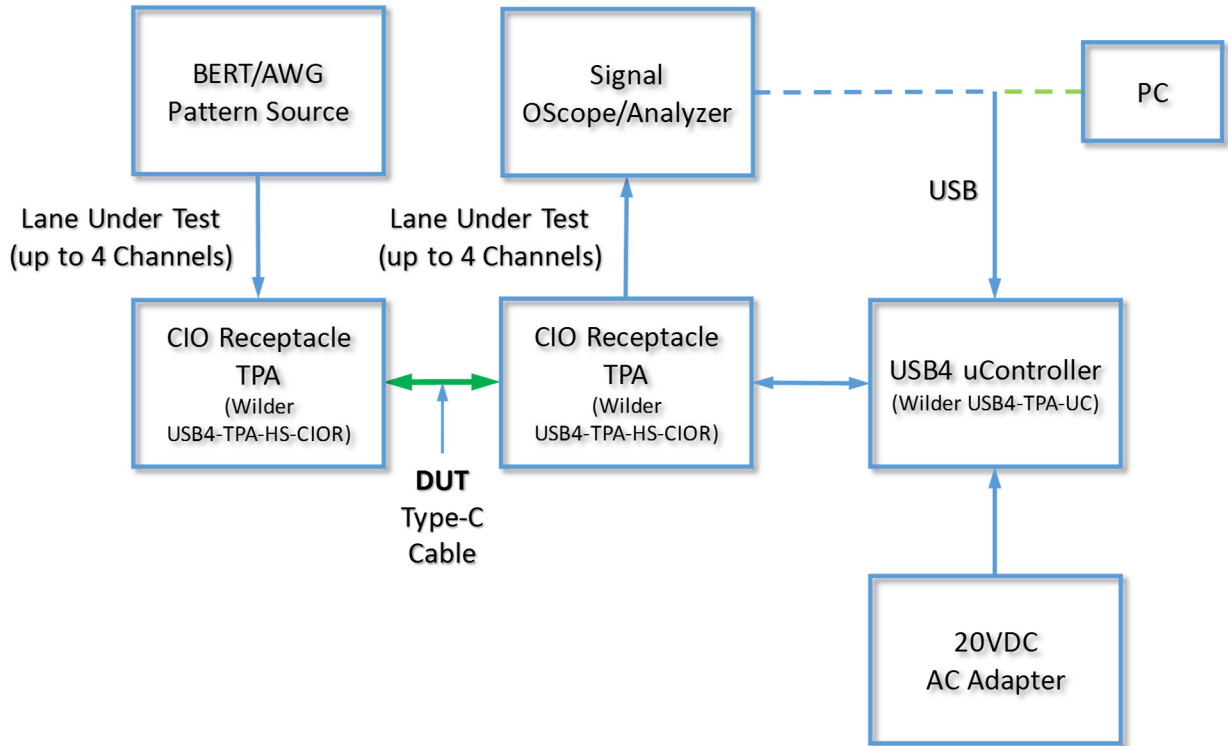 BERT/AWG
Pattern Source
Signal
OScope/Analyzer
PC
USB
Lane Under Test
(up to 4 Channels)
Lane Under Test
(up to 4 Channels)
CIO Receptacle
TPA
(Wilder
USB4-TPA-HS-CIOR)
CIO Receptacle
TPA
(Wilder
USB4-TPA-HS-CIOR)
USB4 uController
(Wilder USB4-TPA-UC)
DUT
Type-C
Cable
20VDC
AC Adapter